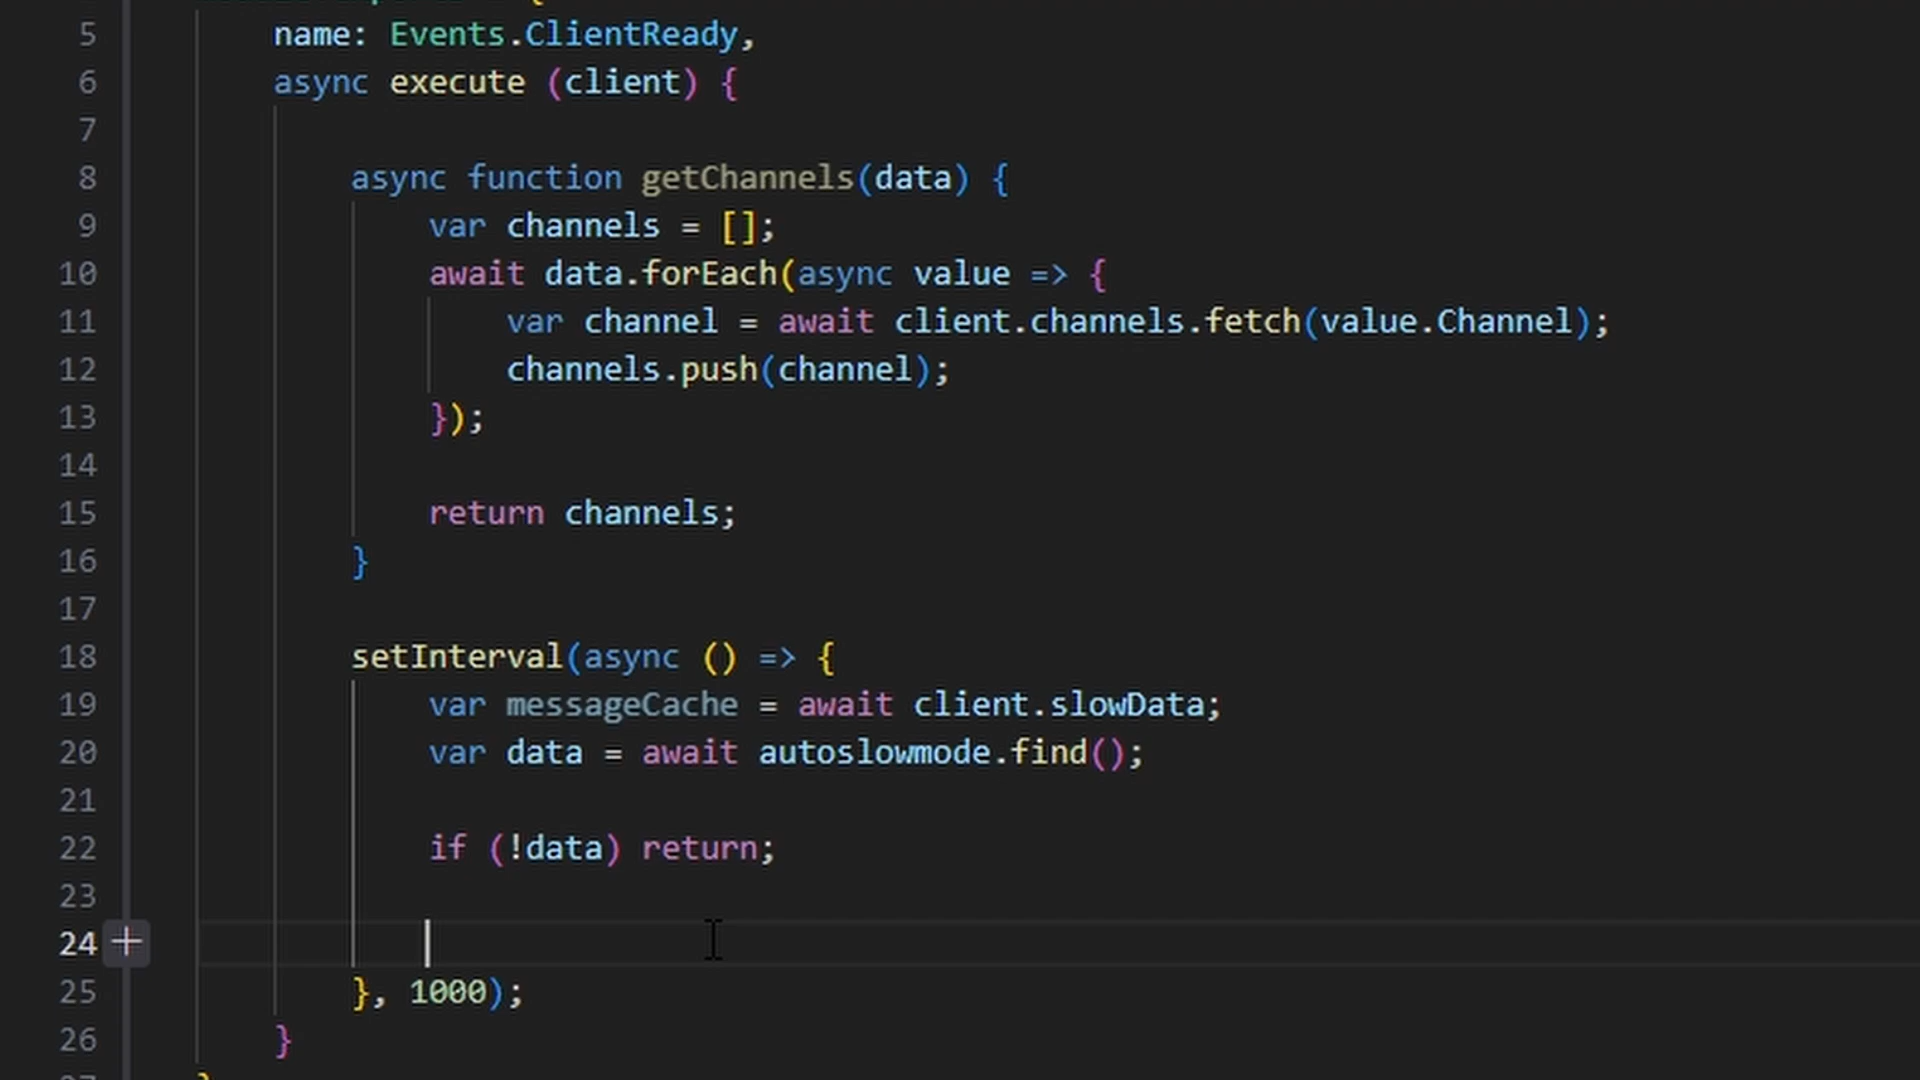 5 name: Events.ClientReady,
6 async execute (client) {
7
8 async function getChannels(data) {
9 var channels = [];
10 await data.forEach(async value => {
11 var channel = await client.channels.fetch(value.Channel);
12 channels.push(channel);
13 });
14
15 return channels;
16 }
17
18 setInterval(async () => {
19 var messageCache = await client.slowData;
20 var data = await autoslowmode.find();
21
22 if (!data) return;
23
24
25 }, 1000);
26 }